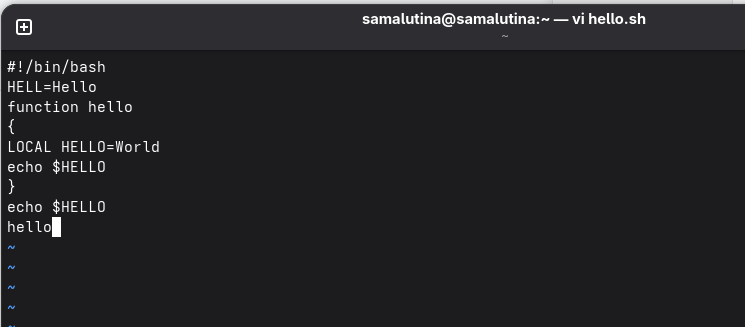 samalutina@samalutina:~ — vi hello.sh
~
#!/bin/bash
HELL=Hello
function hello
{
LOCAL HELLO=World
echo $HELLO
}
echo $HELLO
hello
~
~
~
~
~